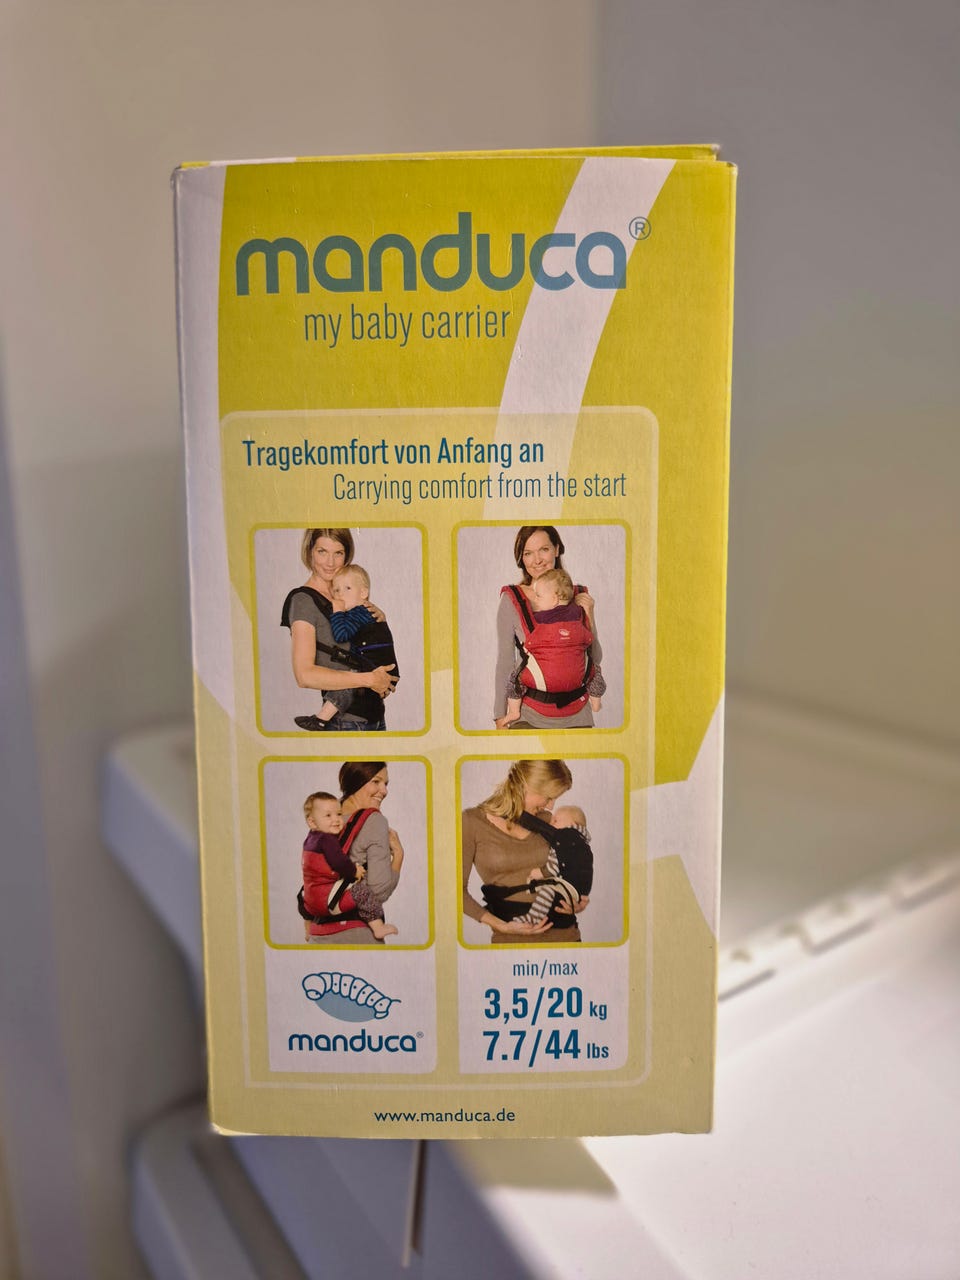 manduca®
my baby carrier
Tragekomfort von Anfang an
Carrying comfort from the start
manduca®
min/max
3,5/20 kg
7.7/44 lbs
www.manduca.de